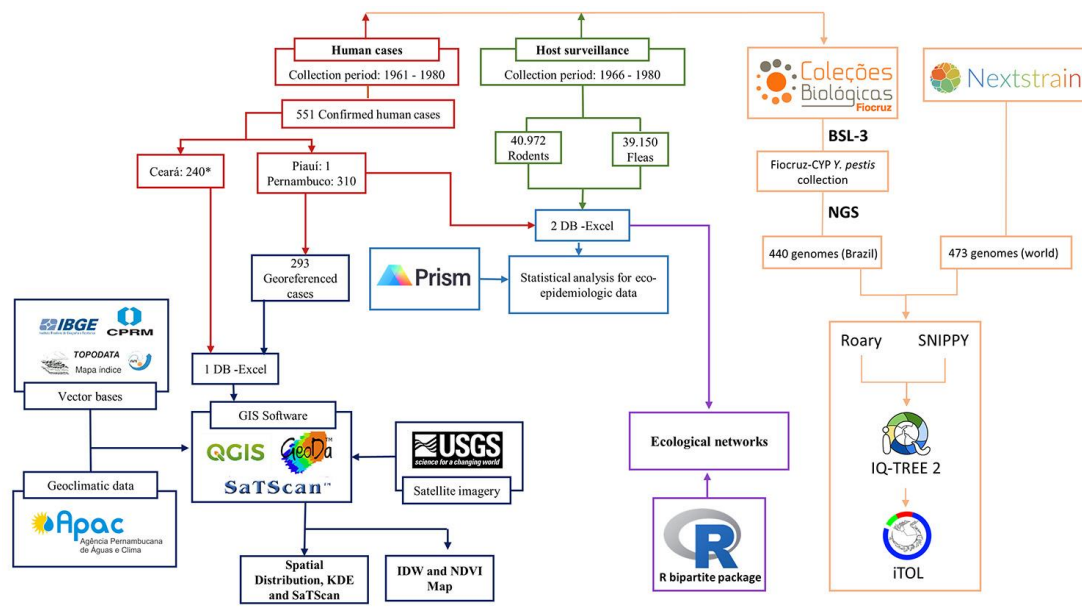 Human cases
Collection period: 1961 - 1980
Host surveillance
Collection period: 1966 - 1980
Coleções
Biológicas
Fiocruz
Nextstrain
551 Confirmed human cases
BSL-3
40.972
Rodents
39.150
Fleas
Ceará: 240*
Piauí: 1
Pernambuco: 310
Fiocruz-CYP Y. pestis
collection
NGS
2 DB -Excel
440 genomes (Brazil)
473 genomes (world)
293
Georeferenced
cases
Prism
Statistical analysis for eco-
epidemiologic data
IBGE
CPRM
TOPODATA
Mapa índice
Vector bases
1 DB -Excel
Roary
SNIPPY
GIS Software
QGIS
GeoDa™
SaTScan™
USGS
science for a changing world
Satellite imagery
Ecological networks
IQ-TREE 2
Geoclimatic data
Apac
Agência Pernambucana
de Águas e Clima
R
R bipartite package
iTOL
Spatial
Distribution, KDE
and SaTScan
IDW and NDVI
Map